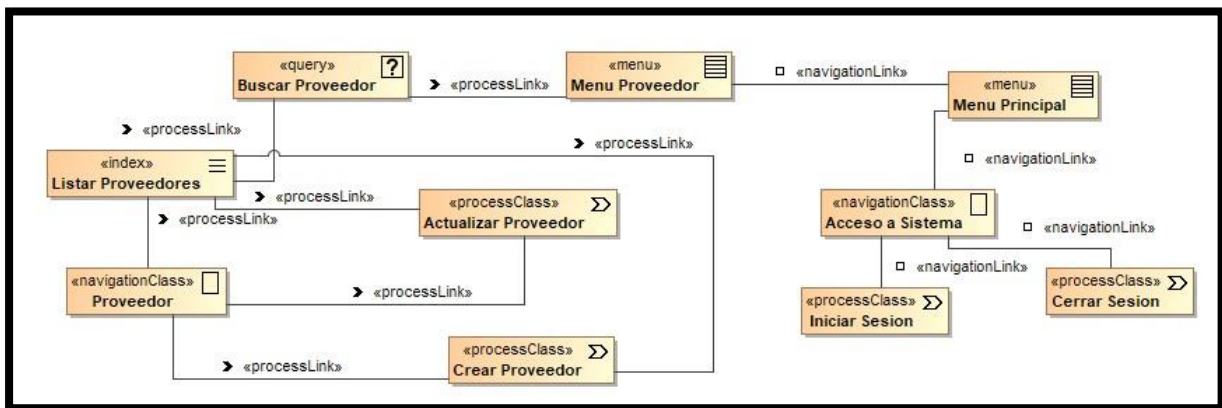 «query»
Buscar Proveedor
?
«processLink»
«menu»
Menu Proveedor
«navigationLink»
«menu»
Menu Principal
«processLink»
«processLink»
«index»
Listar Proveedores
«navigationLink»
«processLink»
«processLink»
«processClass»
Actualizar Proveedor
«navigationClass»
Acceso a Sistema
«navigationLink»
«navigationLink»
«navigationClass»
Proveedor
«processLink»
«processClass»
Cerrar Sesion
«processClass»
Iniciar Sesion
«processLink»
«processClass»
Crear Proveedor